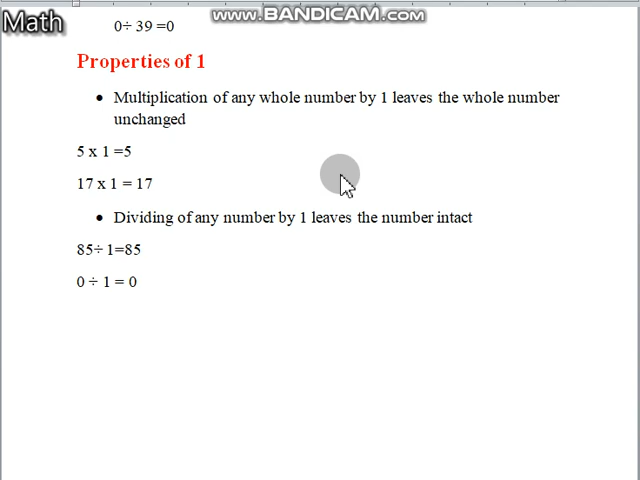 Math
www.BANDICAM.com
0÷ 39 =0
Properties of 1
• Multiplication of any whole number by 1 leaves the whole number
unchanged
5 x 1 =5
17 x 1 = 17
• Dividing of any number by 1 leaves the number intact
85÷ 1=85
0 ÷ 1 = 0